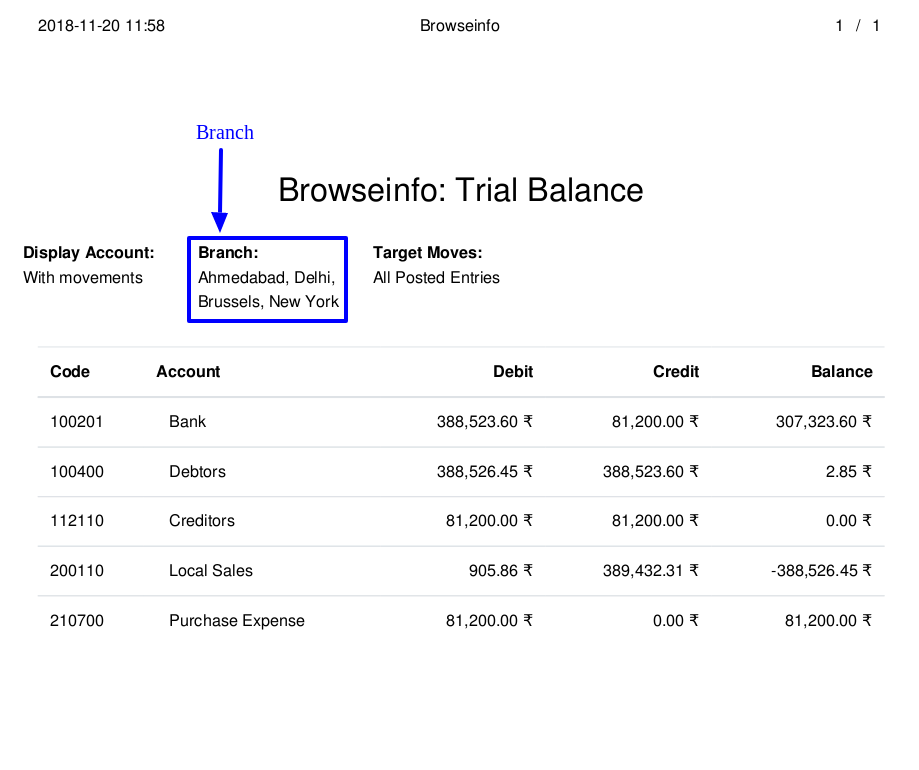 2018-11-20 11:58 Browseinfo 1 / 1
Branch
Browseinfo: Trial Balance
Display Account: Branch: Target Moves:
With movements Ahmedabad, Delhi, All Posted Entries
Brussels, New York
Code Account Debit Credit Balance
100201 Bank 388,523.60 ₹ 81,200.00 ₹ 307,323.60 ₹
100400 Debtors 388,526.45 ₹ 388,523.60 ₹ 2.85 ₹
112110 Creditors 81,200.00 ₹ 81,200.00 ₹ 0.00 ₹
200110 Local Sales 905.86 ₹ 389,432.31 ₹ -388,526.45 ₹
210700 Purchase Expense 81,200.00 ₹ 0.00 ₹ 81,200.00 ₹